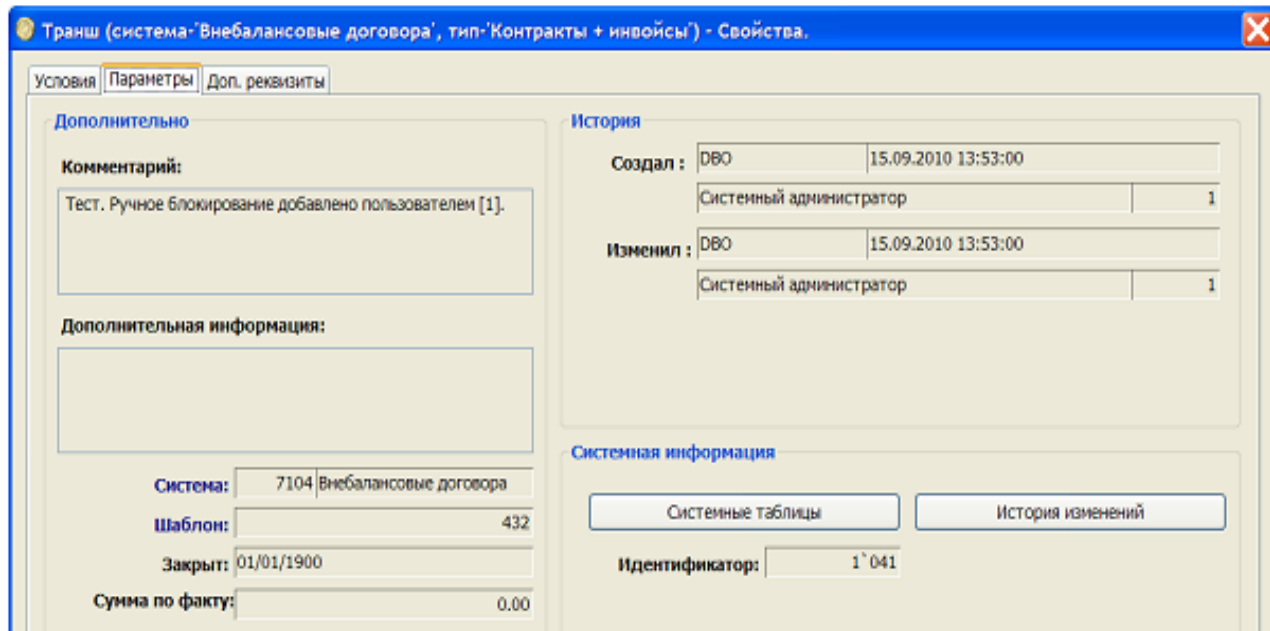 Транш (система-'Внебалансовые договора', тип-'Контракты + инвойсы') - Свойства.
Условия Параметры Доп. реквизиты
Дополнительно
Комментарий:
Тест. Ручное блокирование добавлено пользователем [1].
Дополнительная информация:
Система: 7104 Внебалансовые договора
Шаблон: 432
Закрыт: 01/01/1900
Сумма по факту: 0.00
История
Создал : DBO 15.09.2010 13:53:00
Системный администратор 1
Изменил : DBO 15.09.2010 13:53:00
Системный администратор 1
Системная информация
Системные таблицы История изменений
Идентификатор: 1`041